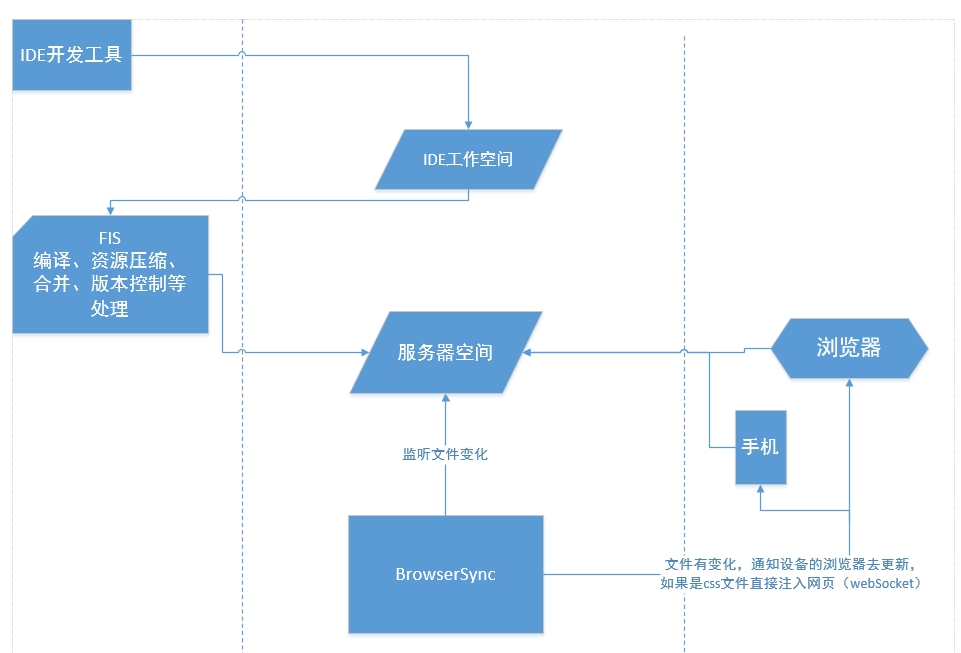 IDE开发工具
IDE工作空间
FIS
编译、资源压缩、
合并、版本控制等
处理
服务器空间
浏览器
手机
监听文件变化
BrowserSync
文件有变化，通知设备的浏览器去更新，
如果是css文件直接注入网页（webSocket）